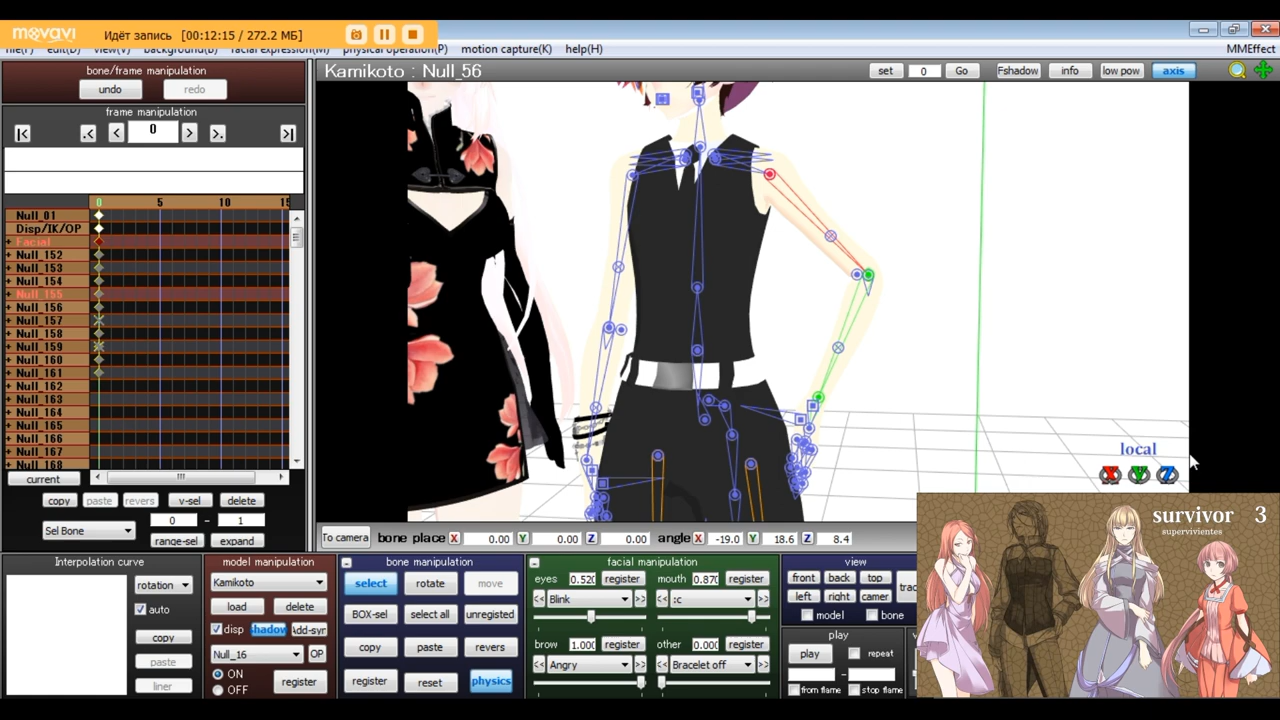 movavi Идёт запись [00:12:15 / 272.2 МБ]
physical operation(P) motion capture(K) help(H) MMEffect
bone/frame manipulation
undo redo
frame manipulation
0
0 5 10 15
Null_01
Disp/IK/OP
Facial
Null_152
Null_153
Null_154
Null_155
Null_156
Null_157
Null_158
Null_159
Null_160
Null_161
Null_162
Null_163
Null_164
Null_165
Null_166
Null_167
Null_168
current
copy paste revers v-sel delete
Sel Bone 0 - 1
range-sel expand
Kamikoto : Null_56 set 0 Go Fshadow info low pow axis
local
X Y Z
To camera bone place X 0.00 Y 0.00 Z 0.00 angle X -19.0 Y 18.6 Z 8.4
Interpolation curve
rotation
auto
copy
paste
liner
model manipulation
Kamikoto
load delete
disp shadow Add-syn
Null_16 OP
ON
OFF
register
bone manipulation
select rotate move
BOX-sel select all unregisted
copy paste revers
register reset physics
facial manipulation
eyes 0.520 register mouth 0.870 register
<< Blink >> << :c >>
brow 1.000 register other 0.000 register
<< Angry >> << Bracelet off >>
view
front back top
left right camer
model bone
play
play repeat
-
from flame stop flame
survivor 3
supervivientes